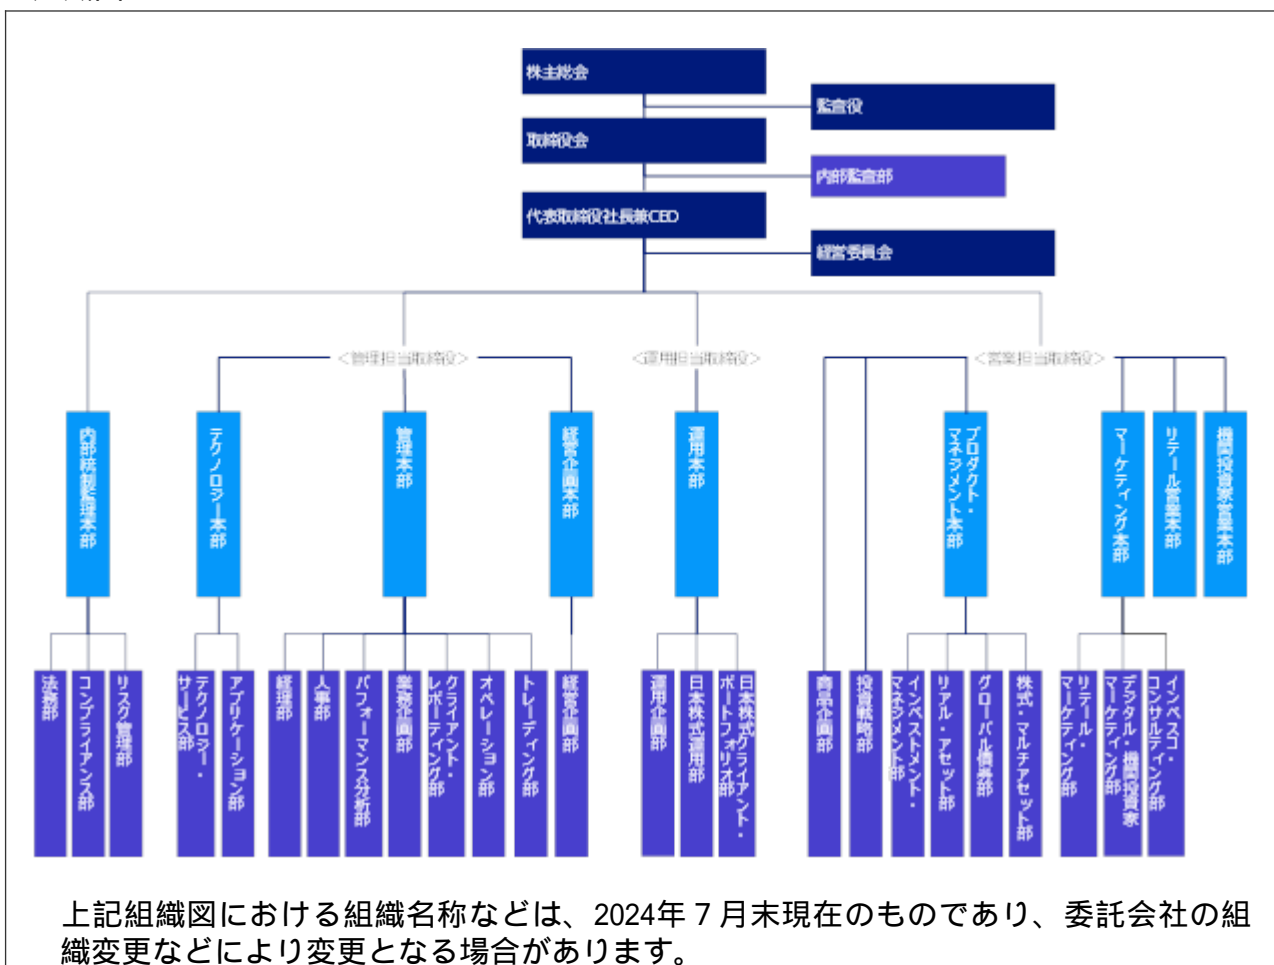 株主総会
監査役
取締役会
内部監査部
代表取締役社長兼CEO
経営委員会
＜管理担当取締役＞
＜運用担当取締役＞
＜営業担当取締役＞
内部統制監理本部
テクノロジー本部
管理本部
経営企画本部
運用本部
プロダクト・
マネジメント本部
マーケティング本部
リテール営業本部
機関投資家営業本部
法務部
コンプライアンス部
リスク管理部
テクノロジー・
サービス部
アプリケーション部
経理部
人事部
パフォーマンス分析部
業務企画部
クライアント・
レポーティング部
オペレーション部
トレーディング部
経営企画部
運用企画部
日本株式運用部
日本株式クライアント・
ポートフォリオ部
商品企画部
投資戦略部
インベストメント・
マネジメント部
リアル・アセット部
グローバル債券部
株式・マルチアセット部
リテール・
マーケティング部
デジタル・機関投資家
マーケティング部
インベスコ・
コンサルティング部
上記組織図における組織名称などは、2024年７月末現在のものであり、委託会社の組
織変更などにより変更となる場合があります。